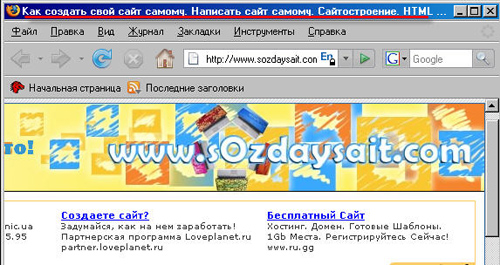 Как создать свой сайт самому. Написать сайт самому. Сайтостроение. HTML ...
Файл Правка Вид Журнал Закладки Инструменты Справка
http://www.sozdaysait.con En G Google
Начальная страница Последние заголовки
то!
www.sOzdaysait.com
nic.ua
5.95
Создаете сайт?
Задумайся, как на нем заработать!
Партнерская программа Loveplanet.ru
partner.loveplanet.ru
Бесплатный Сайт
Хостинг. Домен. Готовые Шаблоны.
1Gb Места. Регистрируйтесь Сейчас!
www.ru.gg